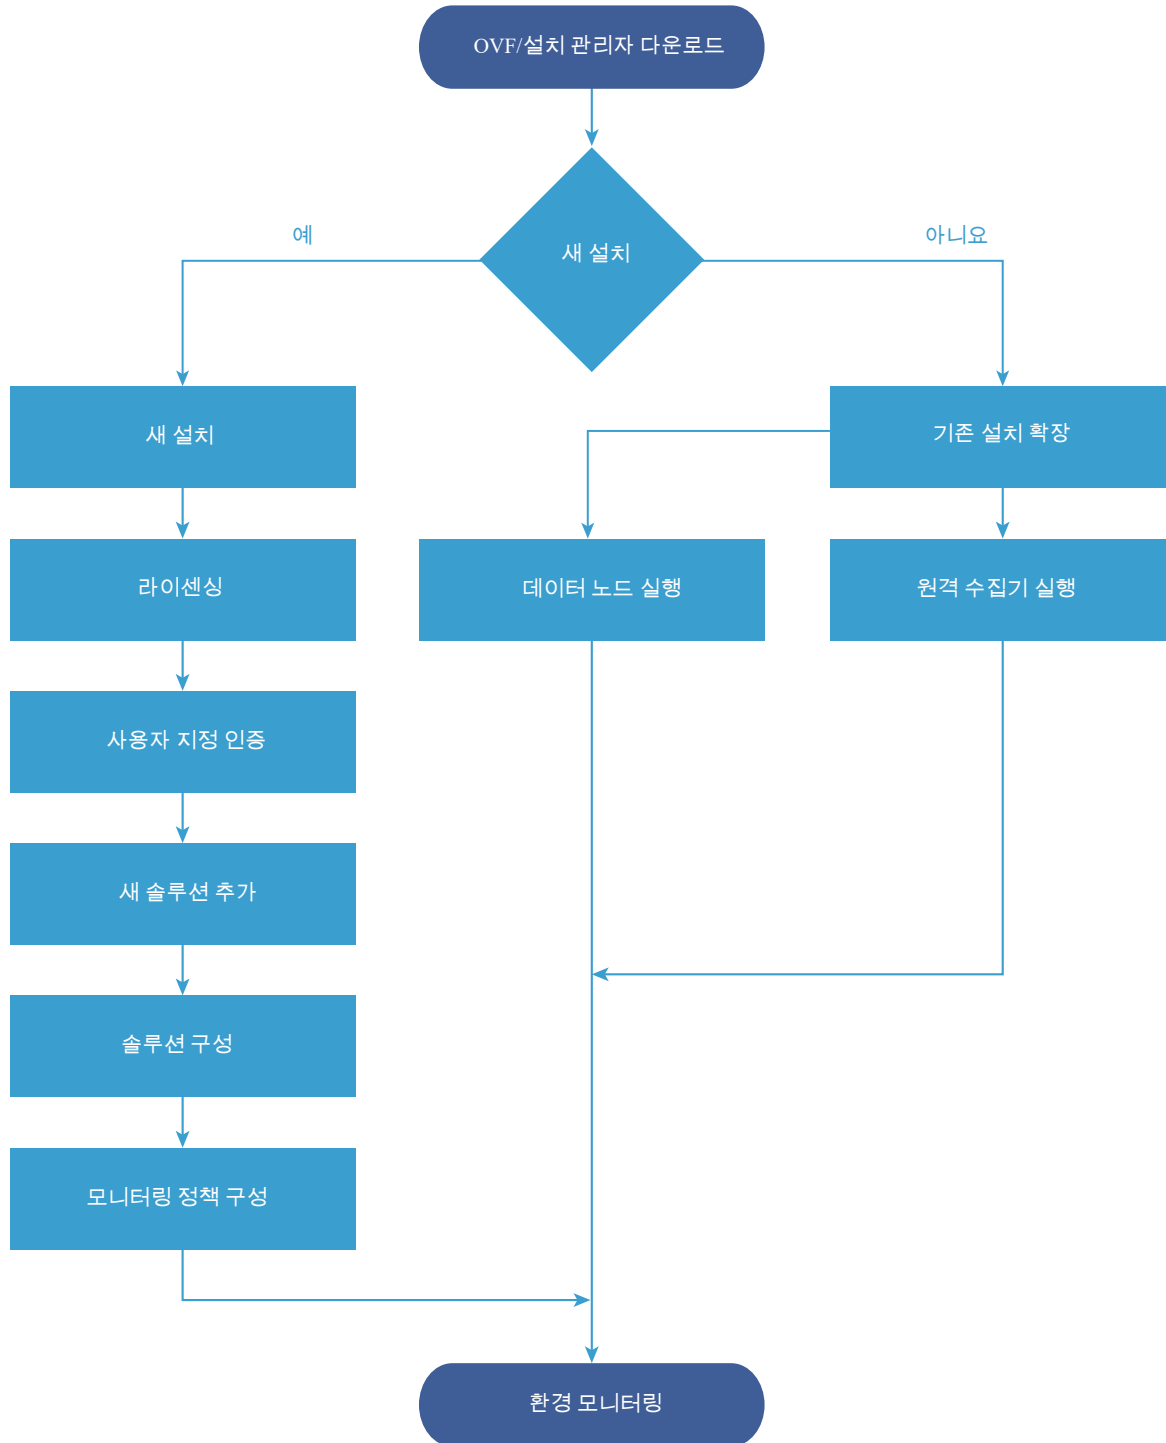 OVF/설치 관리자 다운로드
새 설치
예
아니요
새 설치
기존 설치 확장
라이센싱
데이터 노드 실행
원격 수집기 실행
사용자 지정 인증
새 솔루션 추가
솔루션 구성
모니터링 정책 구성
환경 모니터링